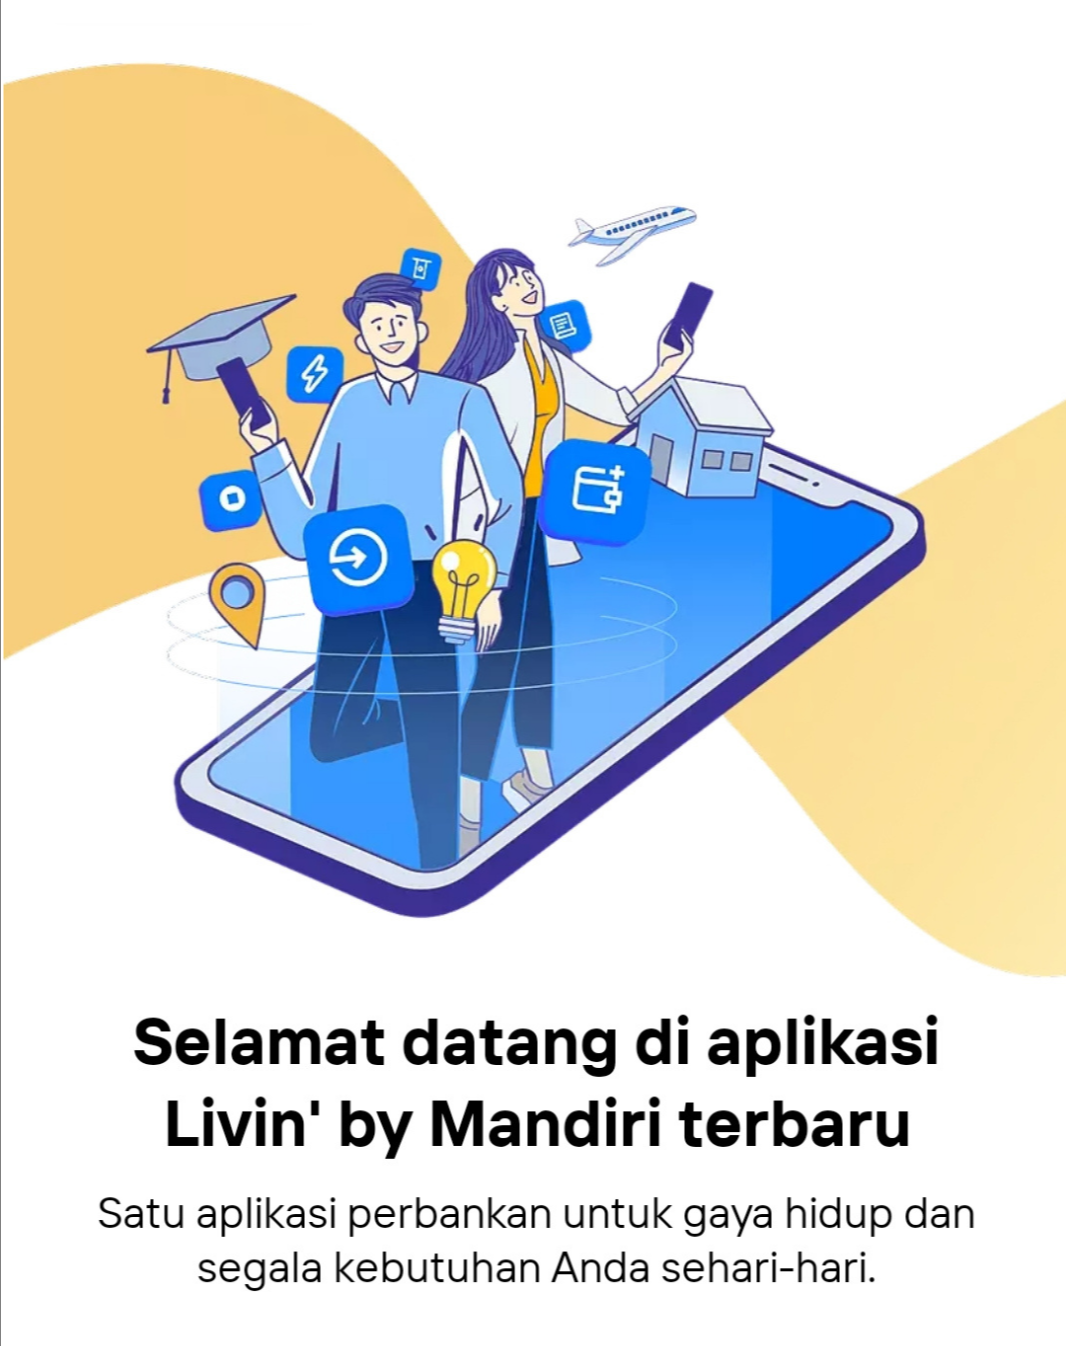 Selamat datang di aplikasi
Livin' by Mandiri terbaru
Satu aplikasi perbankan untuk gaya hidup dan
segala kebutuhan Anda sehari-hari.